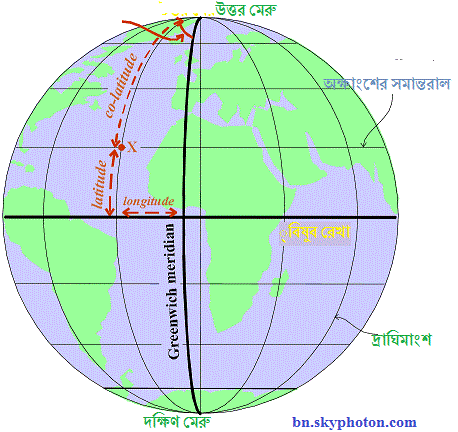 উত্তর মেরু
অক্ষাংশের সমান্তরাল
co-latitude
X
latitude
longitude
বিষুব রেখা
Greenwich meridian
দ্রাঘিমাংশ
দক্ষিণ মেরু
bn.skyphoton.com